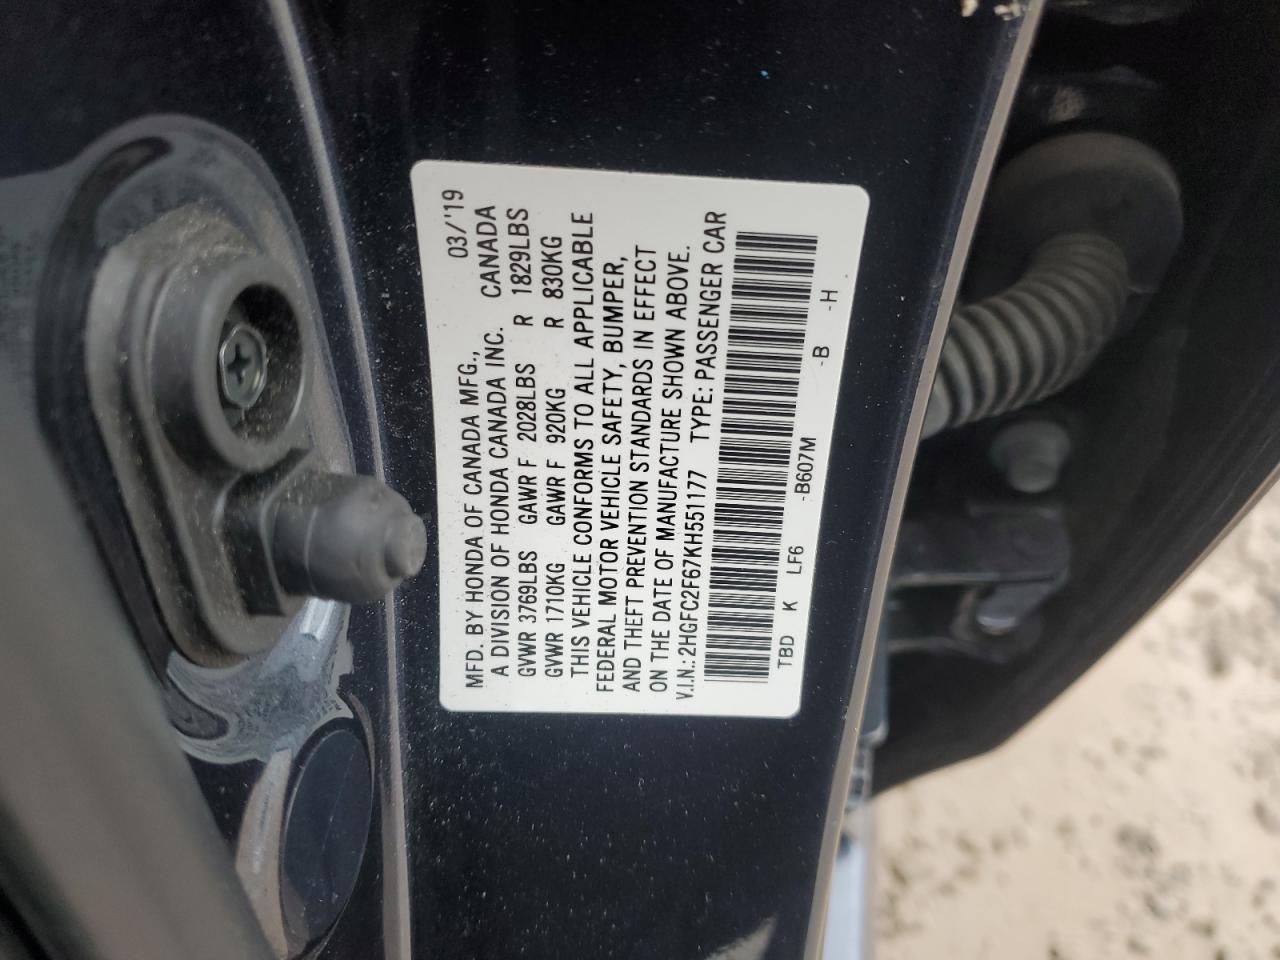 03/'19
MFD. BY HONDA OF CANADA MFG.,
A DIVISION OF HONDA CANADA INC. CANADA
GVWR 3769LBS GAWR F 2028LBS R 1829LBS
GVWR 1710KG GAWR F 920KG R 830KG
THIS VEHICLE CONFORMS TO ALL APPLICABLE
FEDERAL MOTOR VEHICLE SAFETY, BUMPER,
AND THEFT PREVENTION STANDARDS IN EFFECT
ON THE DATE OF MANUFACTURE SHOWN ABOVE.
V.I.N.: 2HGFC2F67KH551177 TYPE: PASSENGER CAR
TBD K LF6 -B607M -B -H